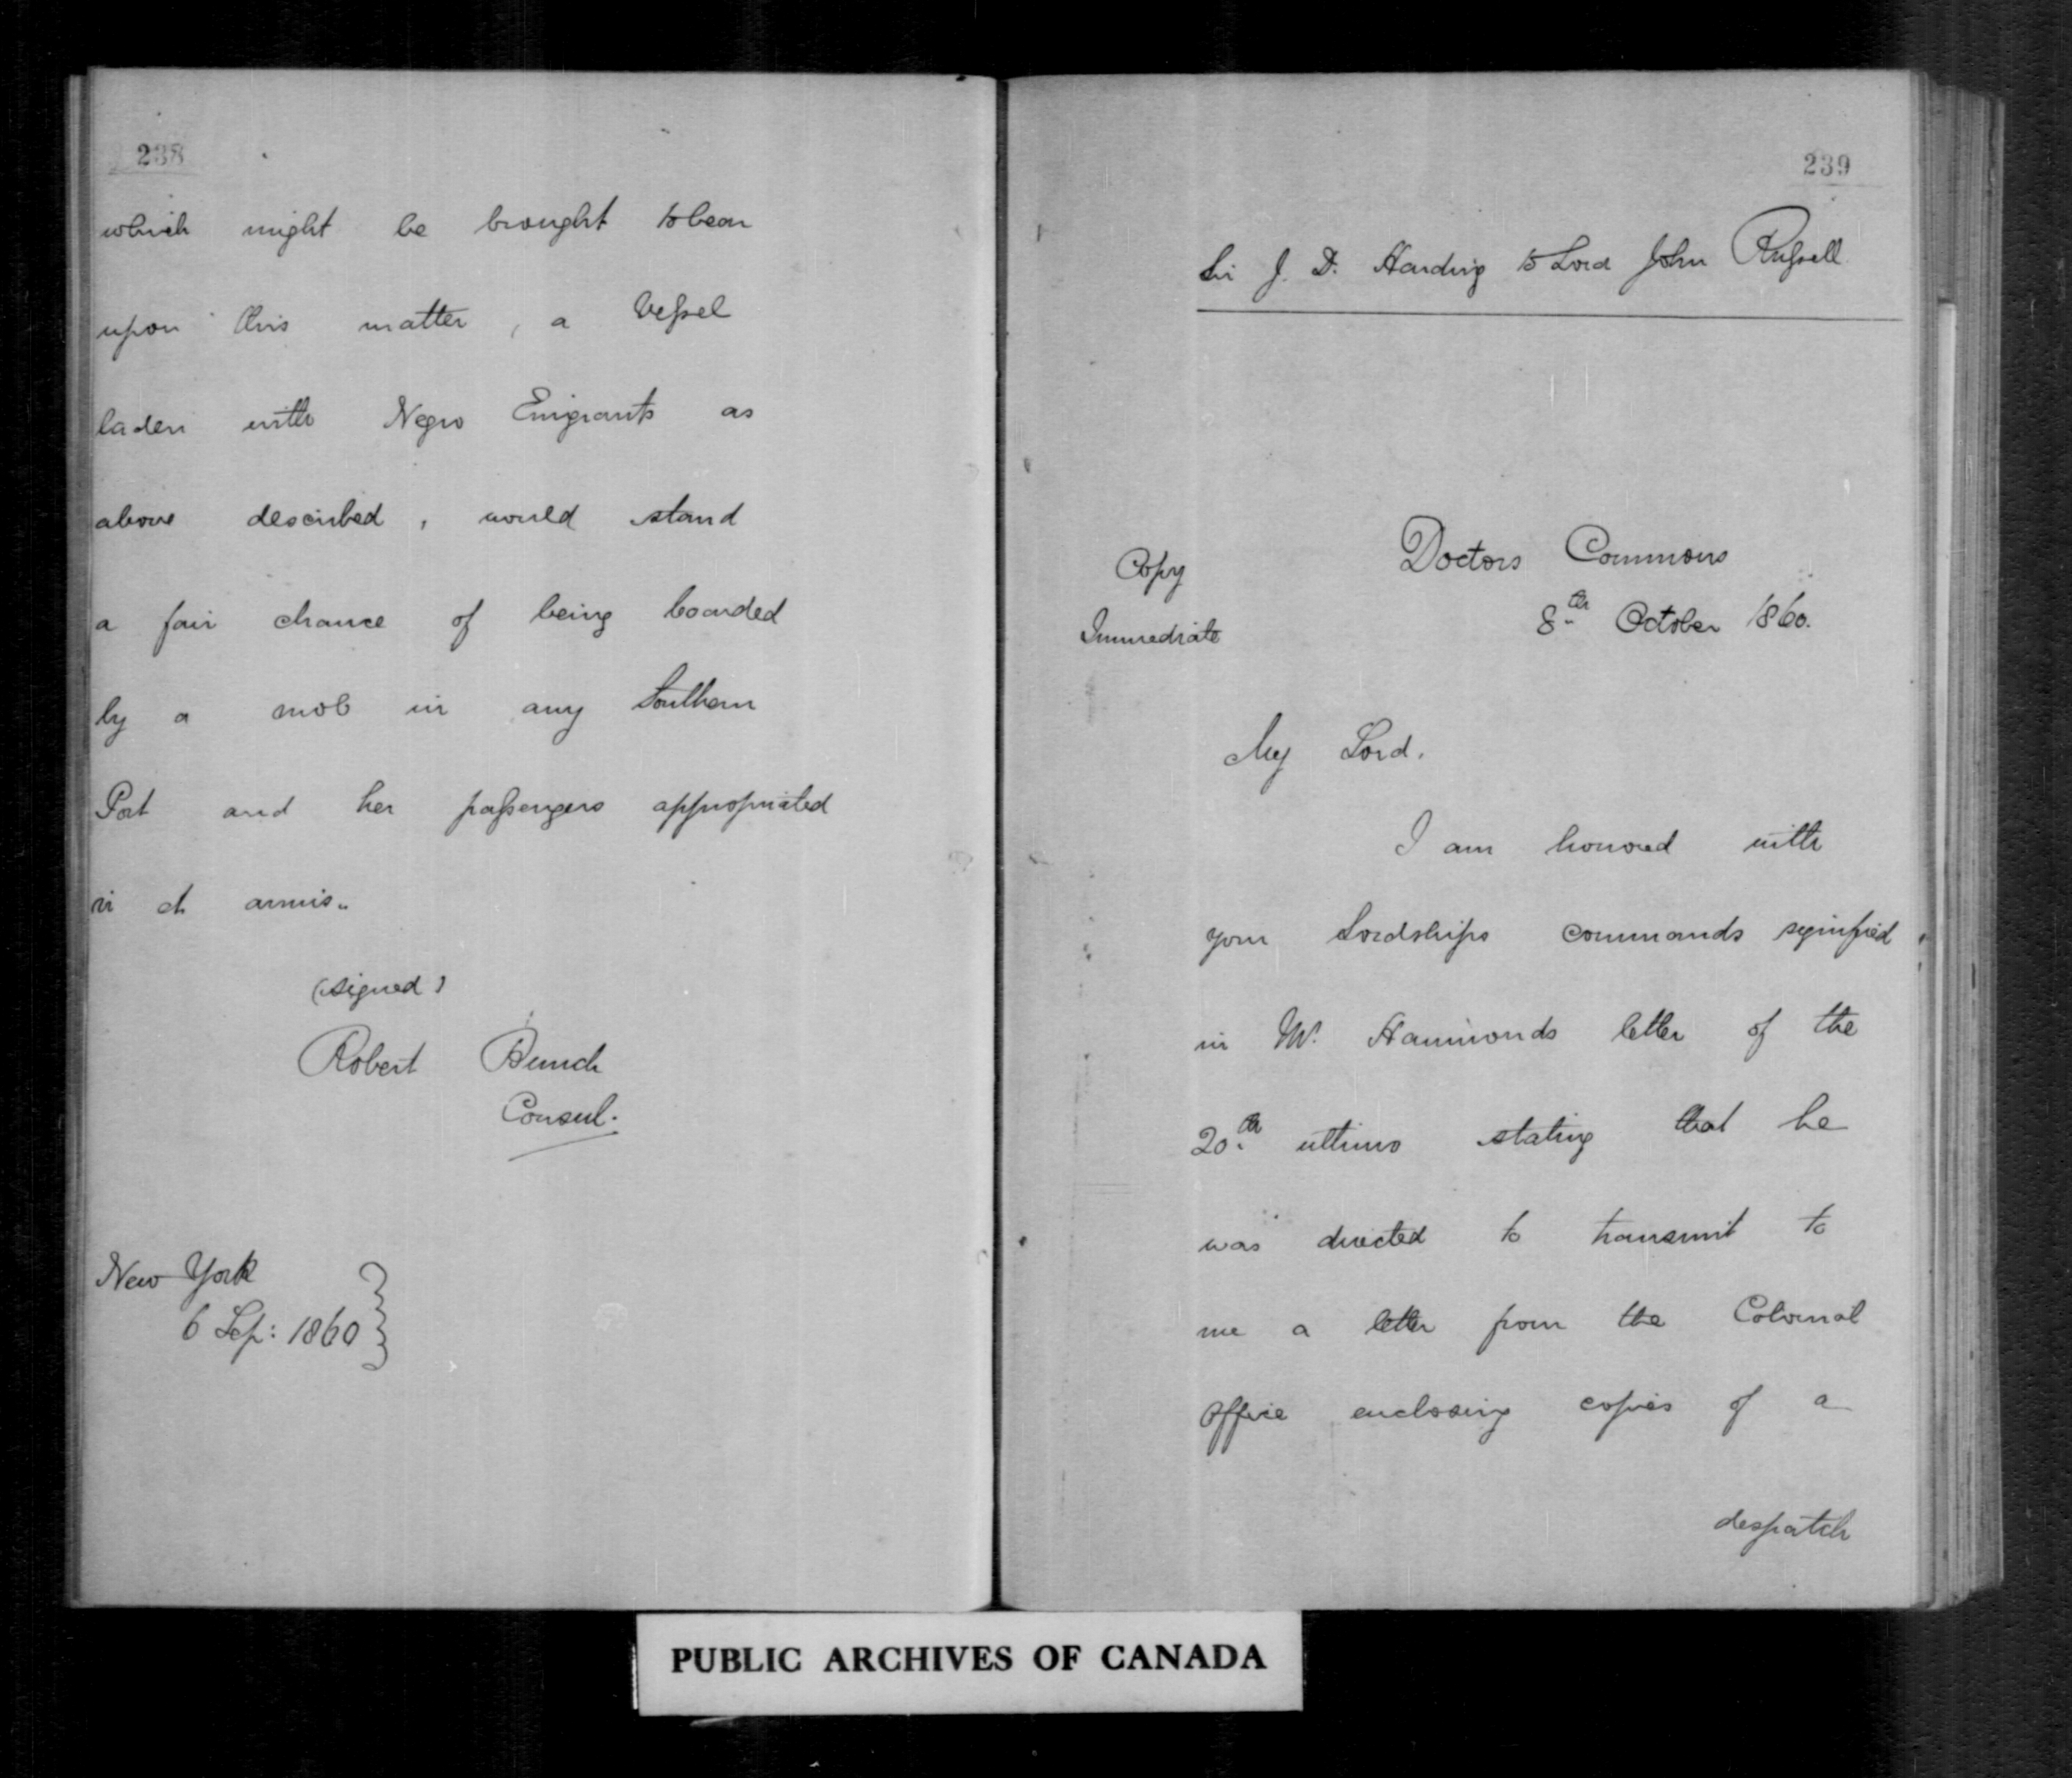 238
which might be brought to bear
upon this matter, a Vessel
laden with Negro Emigrants as
above described, would stand
a fair chance of being boarded
by a mob in any Southern
Port and her passengers appropriated
vi et armis.
(signed)
Robert Bunch
Consul.
New York
6 Sep: 1860
239
Sir J. D. Harding to Lord John Russell
Copy
Immediate
Doctors Commons
8th October 1860.
My Lord.
I am honored with
your Lordships commands signified
in Mr. Hammonds letter of the
20th ultimo stating that he
was directed to transmit to
me a letter from the Colonial
Office enclosing copies of a
despatch
PUBLIC ARCHIVES OF CANADA